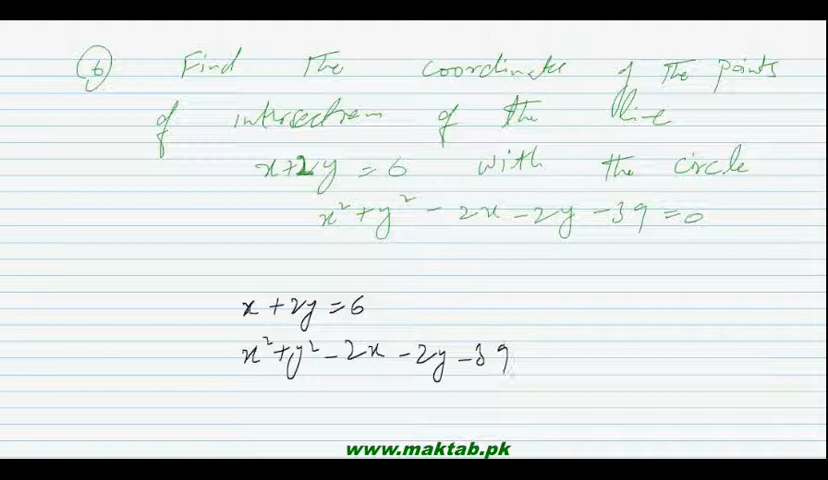 6 Find the coordinates of the points
of intersection of the line
x+2y = 6 with the circle
x² + y² - 2x - 2y - 39 = 0
x + 2y = 6
x² + y² - 2x - 2y - 39
www.maktab.pk